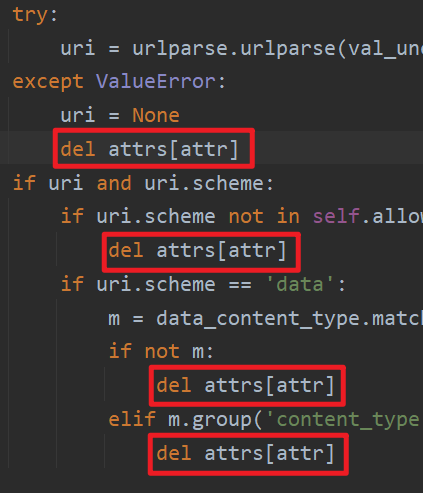 try:
uri = urlparse.urlparse(val_une
except ValueError:
uri = None
del attrs[attr]
if uri and uri.scheme:
if uri.scheme not in self.allow
del attrs[attr]
if uri.scheme == 'data':
m = data_content_type.match
if not m:
del attrs[attr]
elif m.group('content_type
del attrs[attr]